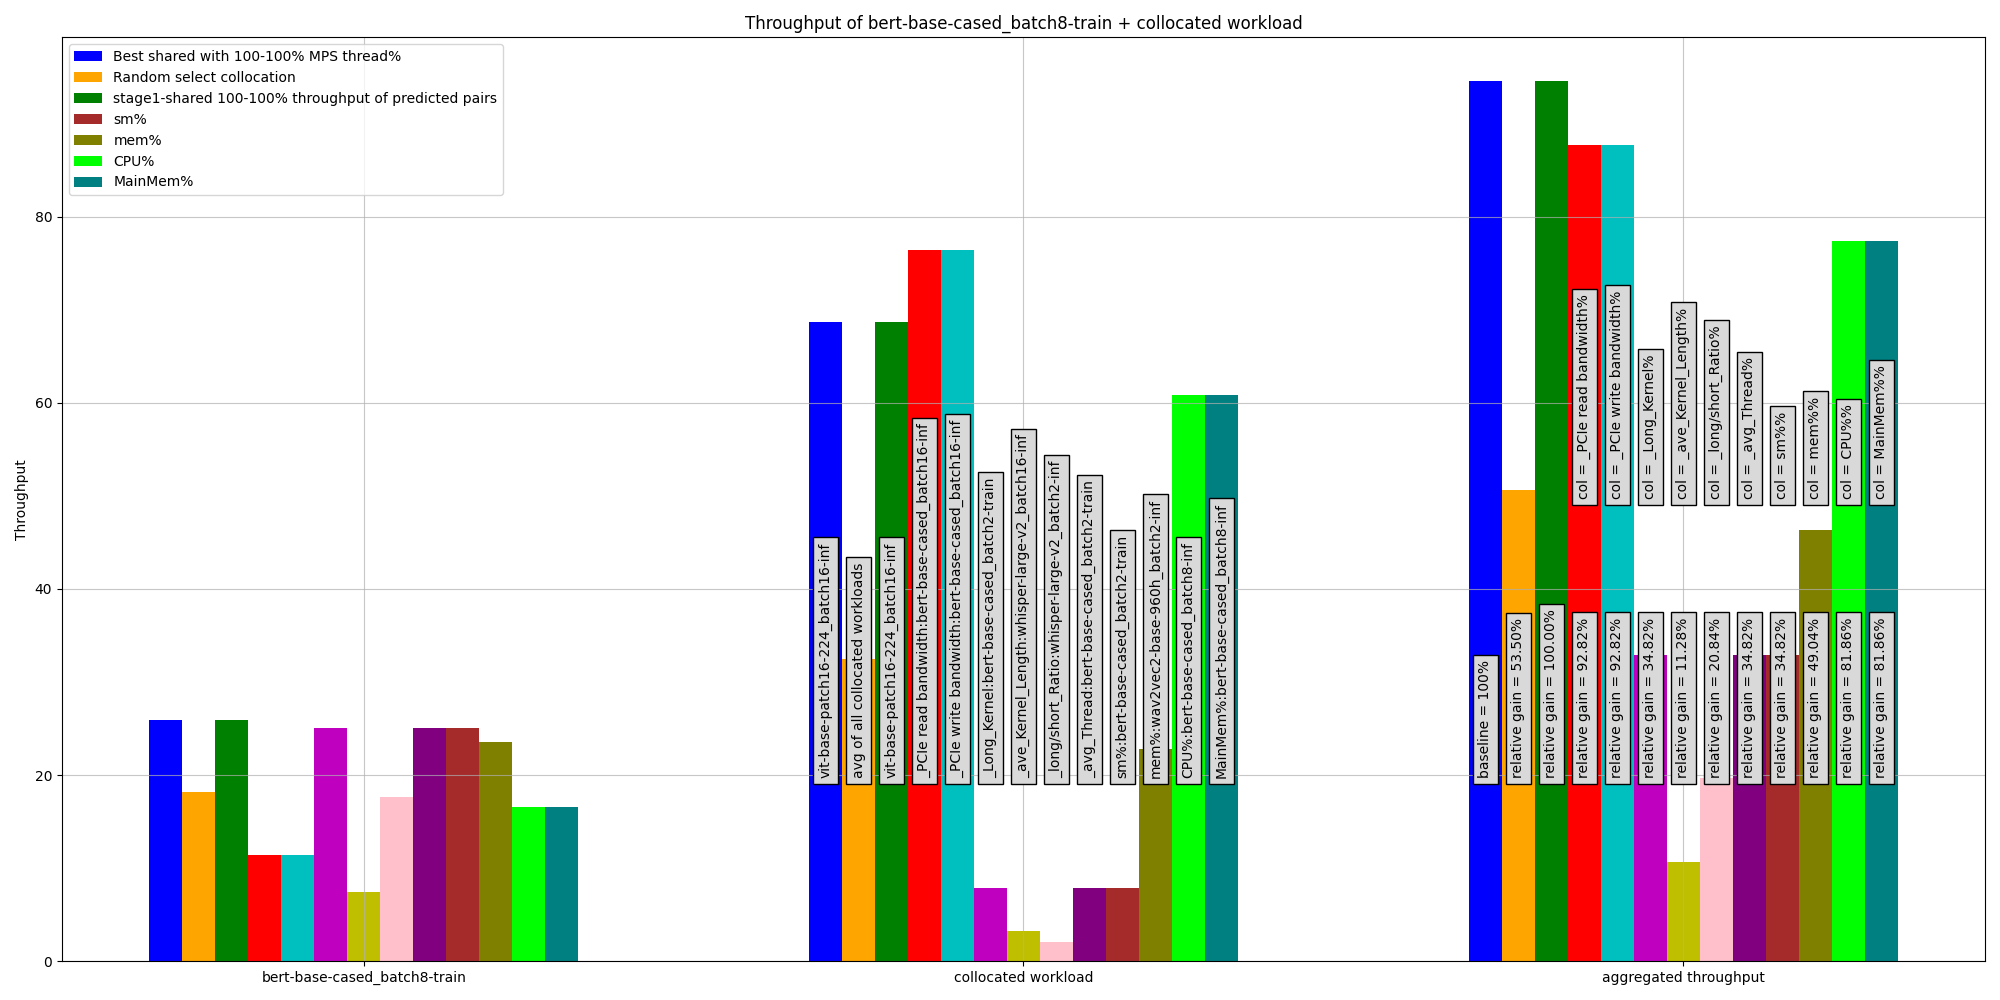 Throughput of bert-base-cased_batch8-train + collocated workload
Best shared with 100-100% MPS thread%
Random select collocation
stage1-shared 100-100% throughput of predicted pairs
sm%
mem%
CPU%
MainMem%
Throughput
80
60
40
20
0
vit-base-patch16-224_batch16-inf
avg of all collocated workloads
vit-base-patch16-224_batch16-inf
_PCIe read bandwidth:bert-base-cased_batch16-inf
_PCIe write bandwidth:bert-base-cased_batch16-inf
_Long_Kernel:bert-base-cased_batch2-train
_ave_Kernel_Length:whisper-large-v2_batch16-inf
_long/short_Ratio:whisper-large-v2_batch2-inf
_avg_Thread:bert-base-cased_batch2-train
sm%:bert-base-cased_batch2-train
mem%:wav2vec2-base-960h_batch2-inf
CPU%:bert-base-cased_batch8-inf
MainMem%:bert-base-cased_batch8-inf
col = _PCIe read bandwidth%
col = _PCIe write bandwidth%
col = _Long_Kernel%
col = _ave_Kernel_Length%
col = _long/short_Ratio%
col = _avg_Thread%
col = sm%%
col = mem%%
col = CPU%%
col = MainMem%%
baseline = 100%
relative gain = 53.50%
relative gain = 100.00%
relative gain = 92.82%
relative gain = 92.82%
relative gain = 34.82%
relative gain = 11.28%
relative gain = 20.84%
relative gain = 34.82%
relative gain = 34.82%
relative gain = 49.04%
relative gain = 81.86%
relative gain = 81.86%
bert-base-cased_batch8-train
collocated workload
aggregated throughput